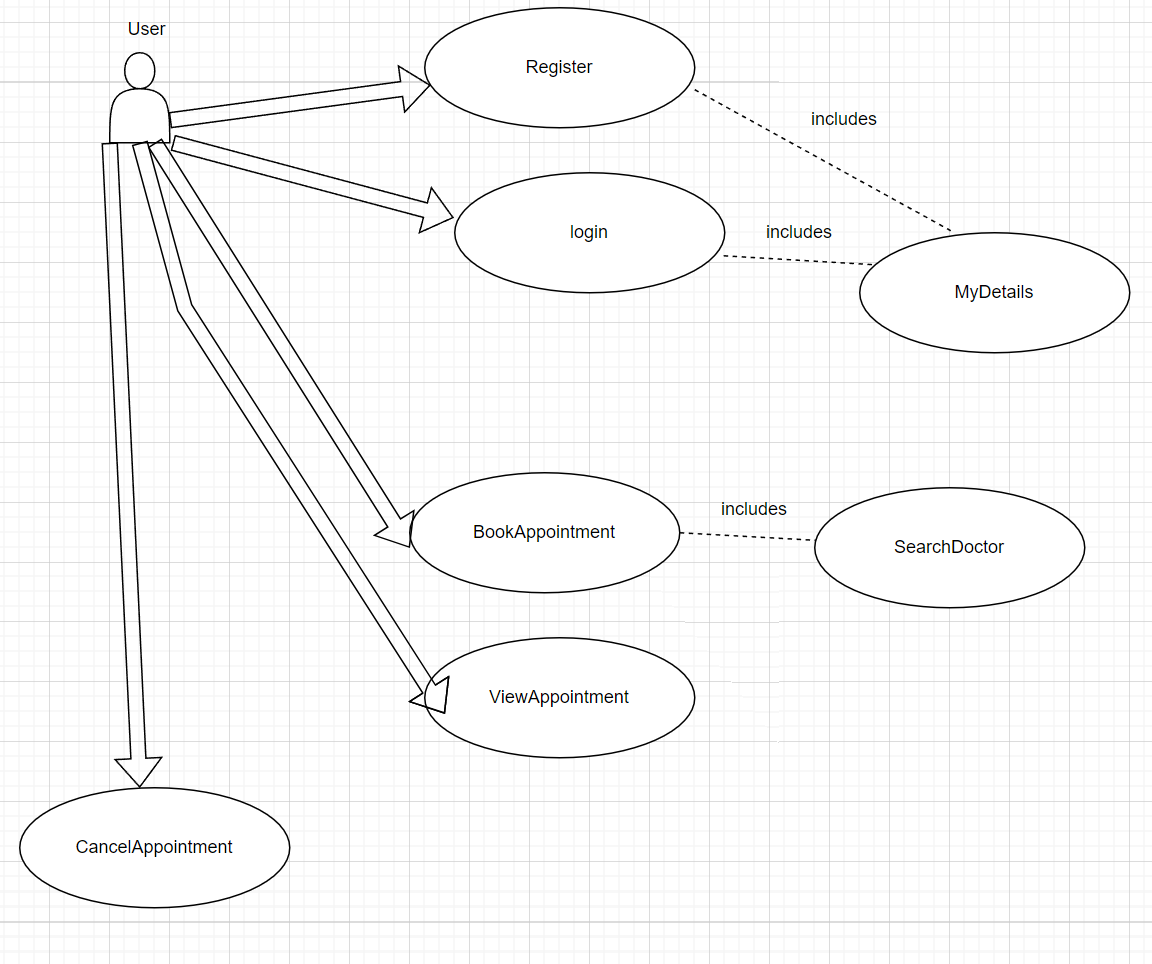 User
Register
includes
login
includes
MyDetails
BookAppointment
includes
SearchDoctor
ViewAppointment
CancelAppointment